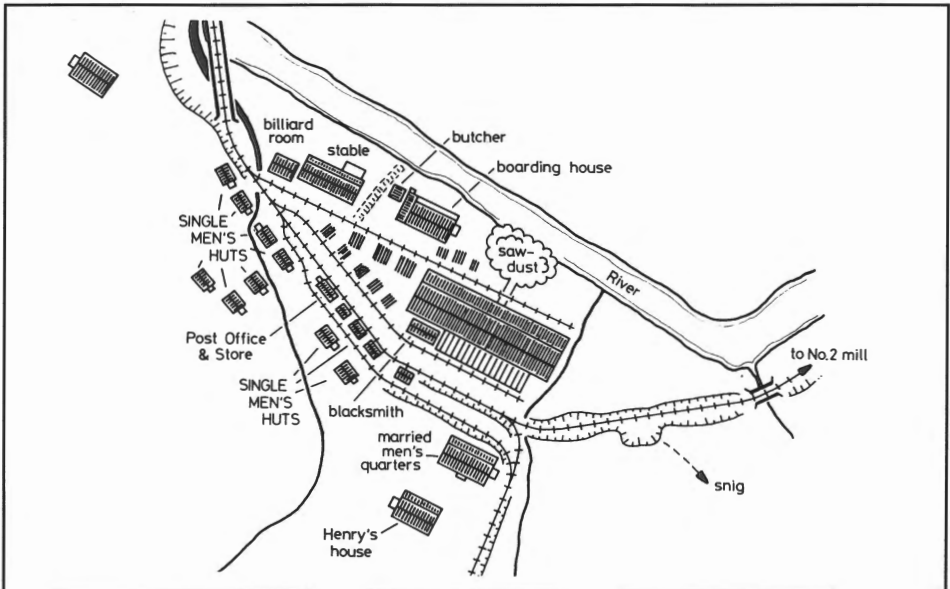 billiard
room
stable
butcher
boarding house
SINGLE
MEN'S
HUTS
saw-
dust
River
Post Office
& Store
to No.2 mill
SINGLE
MEN'S
HUTS
blacksmith
married
men's
quarters
snig
Henry's
house